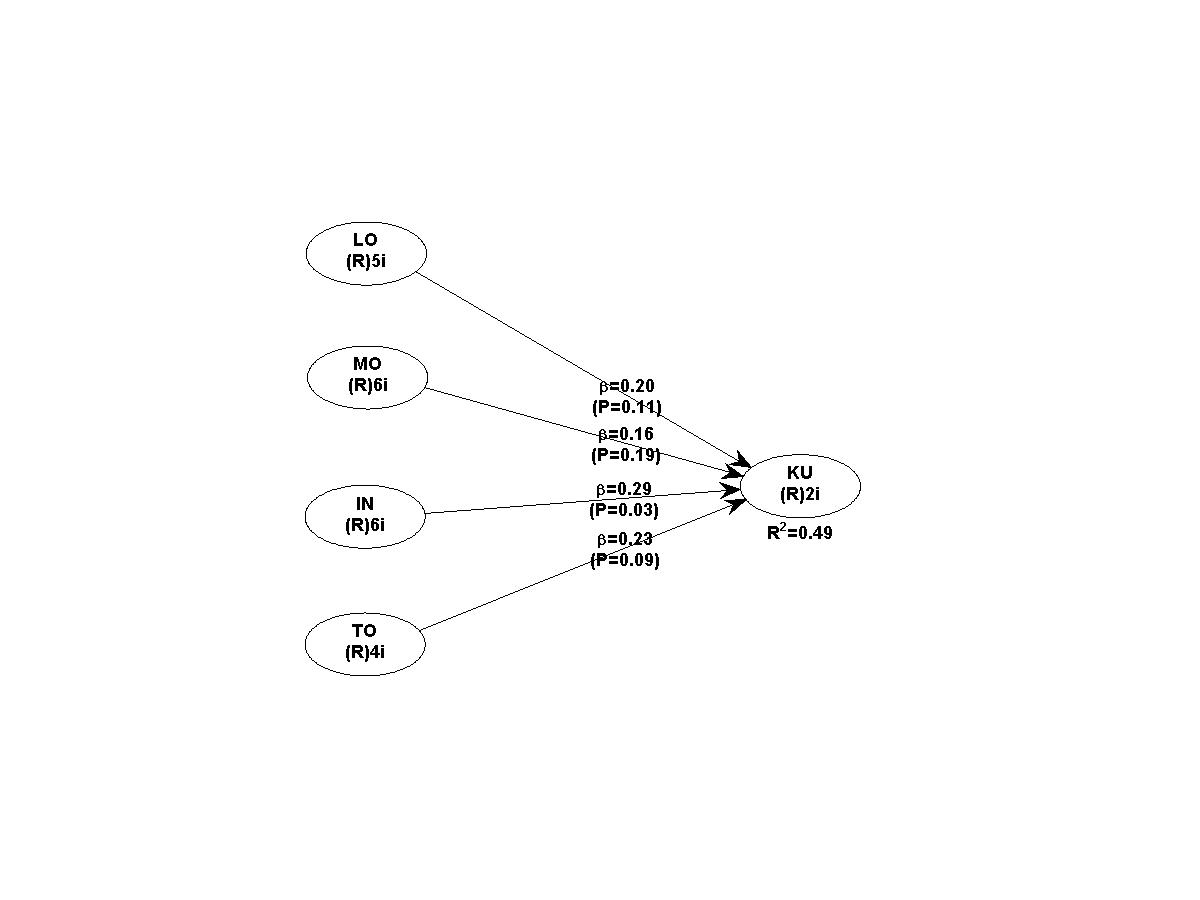 LO
(R)5i
MO
(R)6i
β=0.20
(P=0.11)
β=0.16
(P=0.19)
KU
(R)2i
R²=0.49
IN
(R)6i
β=0.29
(P=0.03)
β=0.23
(P=0.09)
TO
(R)4i